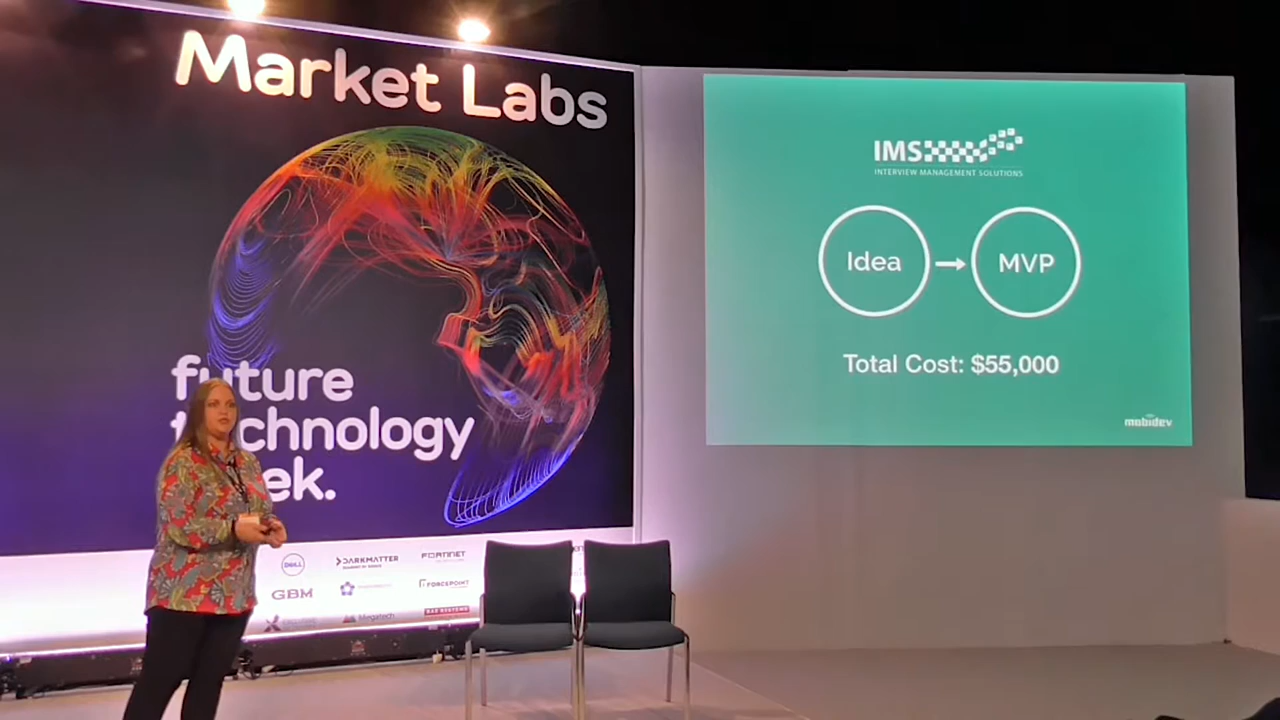 Market Labs
future
technology
week.
IMS
INTERVIEW MANAGEMENT SOLUTIONS
Idea
MVP
Total Cost: $55,000
mobidev
DELL
DARKMATTER
FORTINET
GBM
FORCEPOINT
Megatech
BAE SYSTEMS